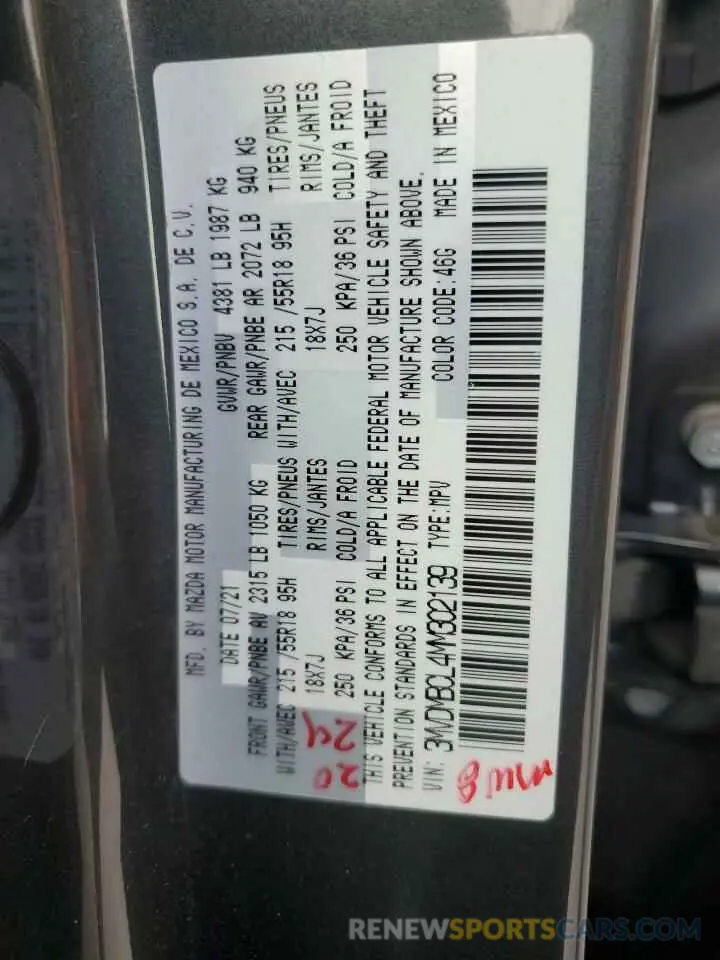 MFD. BY MAZDA MOTOR MANUFACTURING DE MEXICO S.A. DE C.V.
DATE 07/21 GVWR/PNBV 4381 LB 1987 KG
FRONT GAWR/PNBE AV 2315 LB 1050 KG REAR GAWR/PNBE AR 2072 LB 940 KG
WITH/AVEC 215 /55R18 95H TIRES/PNEUS WITH/AVEC 215 /55R18 95H TIRES/PNEUS
18X7J RIMS/JANTES 18X7J RIMS/JANTES
250 KPA/36 PSI COLD/A FROID 250 KPA/36 PSI COLD/A FROID
THIS VEHICLE CONFORMS TO ALL APPLICABLE FEDERAL MOTOR VEHICLE SAFETY AND THEFT
PREVENTION STANDARDS IN EFFECT ON THE DATE OF MANUFACTURE SHOWN ABOVE.
VIN: 3MVDMBCL4MM302139 TYPE:MPV COLOR CODE:46G MADE IN MEXICO
20 24
RENEWSPORTSCARS.COM